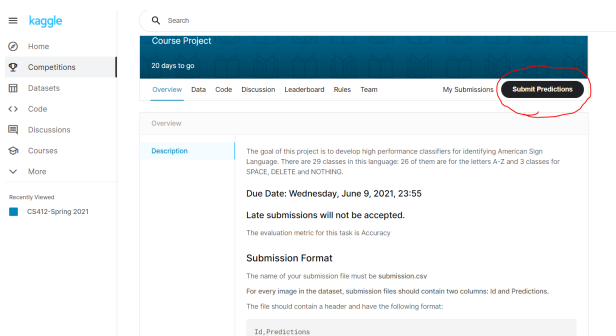 kaggle
Search
Home
Competitions
Datasets
Code
Discussions
Courses
More
Recently Viewed
CS412-Spring 2021
Course Project
20 days to go
Overview Data Code Discussion Leaderboard Rules Team My Submissions Submit Predictions
Overview
Description
The goal of this project is to develop high performance classifiers for identifying American Sign
Language. There are 29 classes in this language: 26 of them are for the letters A-Z and 3 classes for
SPACE, DELETE and NOTHING.
Due Date: Wednesday, June 9, 2021, 23:55
Late submissions will not be accepted.
The evaluation metric for this task is Accuracy
Submission Format
The name of your submission file must be submission.csv
For every image in the dataset, submission files should contain two columns: Id and Predictions.
The file should contain a header and have the following format:
Id,Predictions